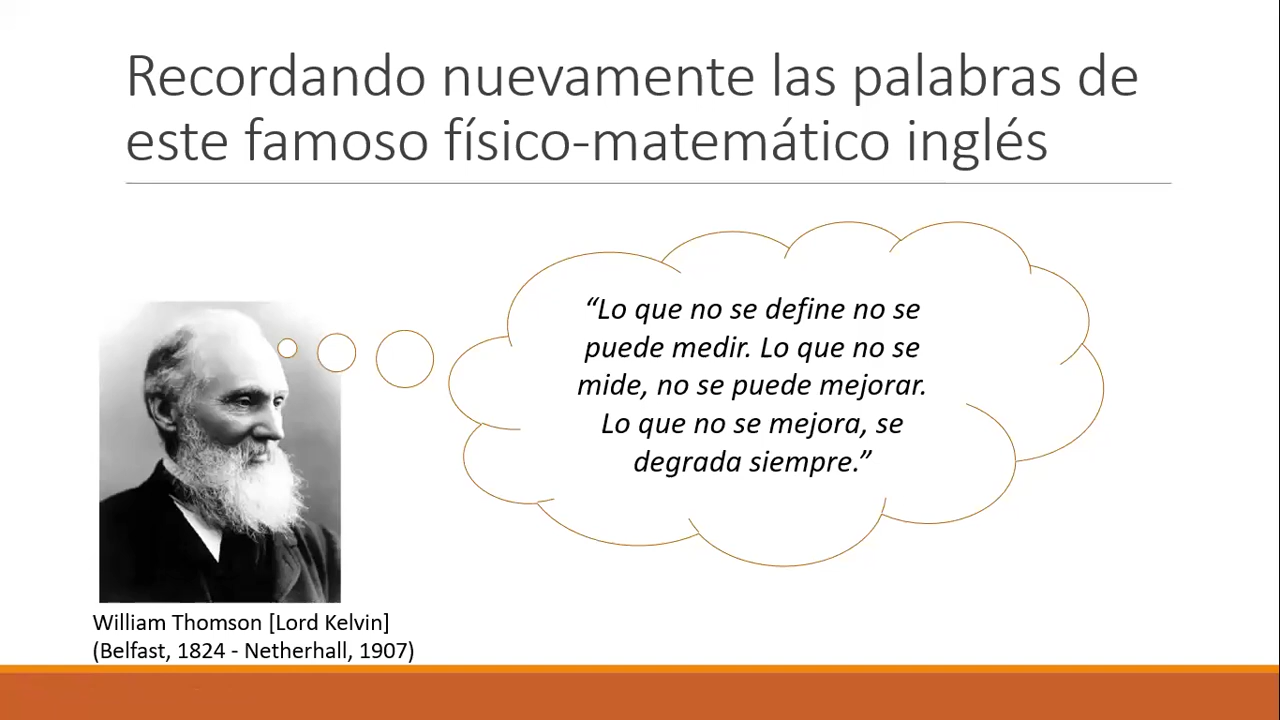 Recordando nuevamente las palabras de
este famoso físico-matemático inglés
“Lo que no se define no se
puede medir. Lo que no se
mide, no se puede mejorar.
Lo que no se mejora, se
degrada siempre.”
William Thomson [Lord Kelvin]
(Belfast, 1824 - Netherhall, 1907)